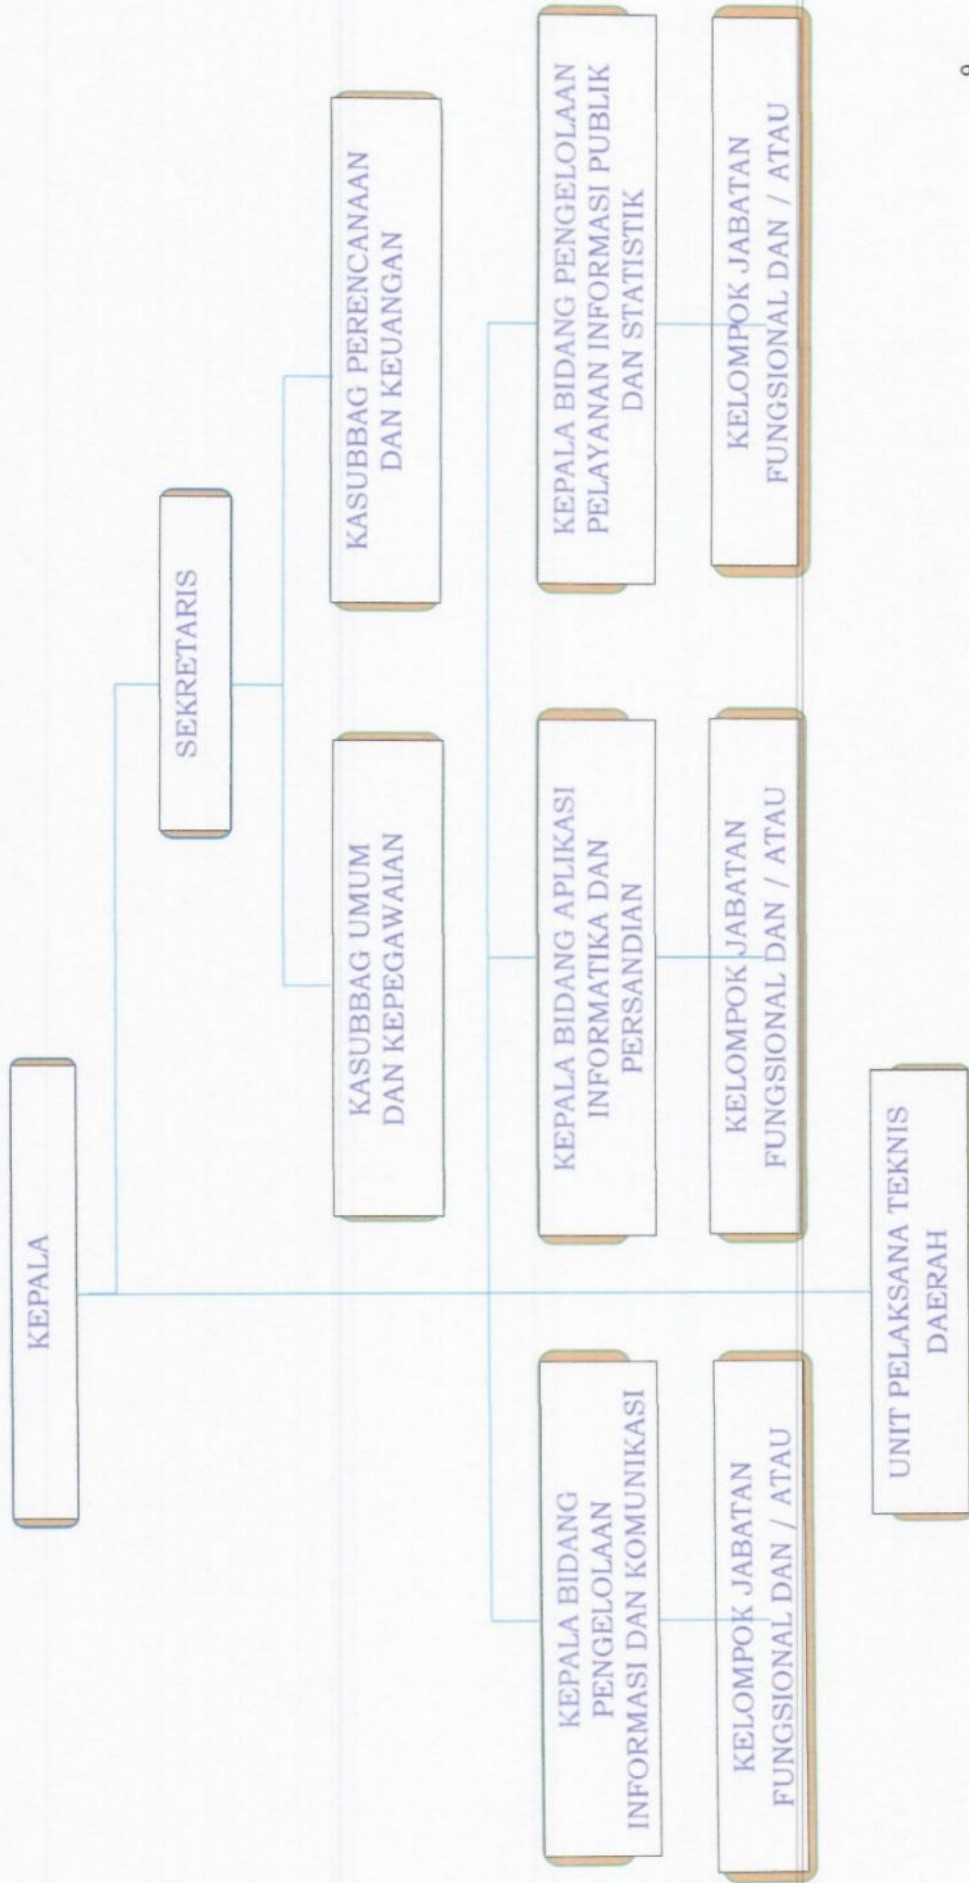 KEPALA
SEKRETARIS
KASUBBAG UMUM
DAN KEPEGAWAIAN
KASUBBAG PERENCANAAN
DAN KEUANGAN
KEPALA BIDANG
PENGELOLAAN
INFORMASI DAN KOMUNIKASI
KEPALA BIDANG APLIKASI
INFORMATIKA DAN
PERSANDIAN
KEPALA BIDANG PENGELOLAAN
PELAYANAN INFORMASI PUBLIK
DAN STATISTIK
KELOMPOK JABATAN
FUNGSIONAL DAN / ATAU
KELOMPOK JABATAN
FUNGSIONAL DAN / ATAU
KELOMPOK JABATAN
FUNGSIONAL DAN / ATAU
UNIT PELAKSANA TEKNIS
DAERAH